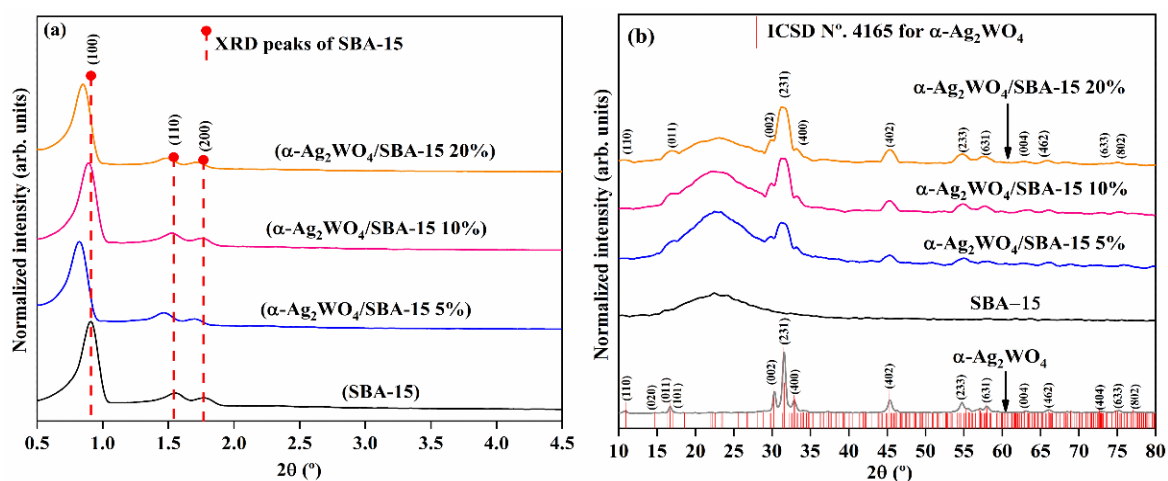 (a)
XRD peaks of SBA-15
(100)
(110)
(200)
(α-Ag₂WO₄/SBA-15 20%)
(α-Ag₂WO₄/SBA-15 10%)
(α-Ag₂WO₄/SBA-15 5%)
(SBA-15)
Normalized intensity (arb. units)
0.5 1.0 1.5 2.0 2.5 3.0 3.5 4.0 4.5
2θ (º)
(b)
ICSD Nº. 4165 for α-Ag₂WO₄
α-Ag₂WO₄/SBA-15 20%
(110) (011) (002) (231) (400) (402) (233) (631) (004) (462) (633) (802)
α-Ag₂WO₄/SBA-15 10%
α-Ag₂WO₄/SBA-15 5%
SBA-15
α-Ag₂WO₄
(110) (020) (011) (101) (002) (231) (400) (402) (233) (631) (004) (462) (404) (633) (802)
Normalized intensity (arb. units)
10 15 20 25 30 35 40 45 50 55 60 65 70 75 80
2θ (º)